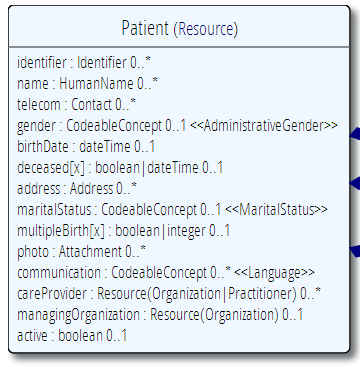 Patient (Resource)
identifier : Identifier 0..*
name : HumanName 0..*
telecom : Contact 0..*
gender : CodeableConcept 0..1 <<AdministrativeGender>>
birthDate : dateTime 0..1
deceased[x] : boolean|dateTime 0..1
address : Address 0..*
maritalStatus : CodeableConcept 0..1 <<MaritalStatus>>
multipleBirth[x] : boolean|integer 0..1
photo : Attachment 0..*
communication : CodeableConcept 0..* <<Language>>
careProvider : Resource(Organization|Practitioner) 0..*
managingOrganization : Resource(Organization) 0..1
active : boolean 0..1